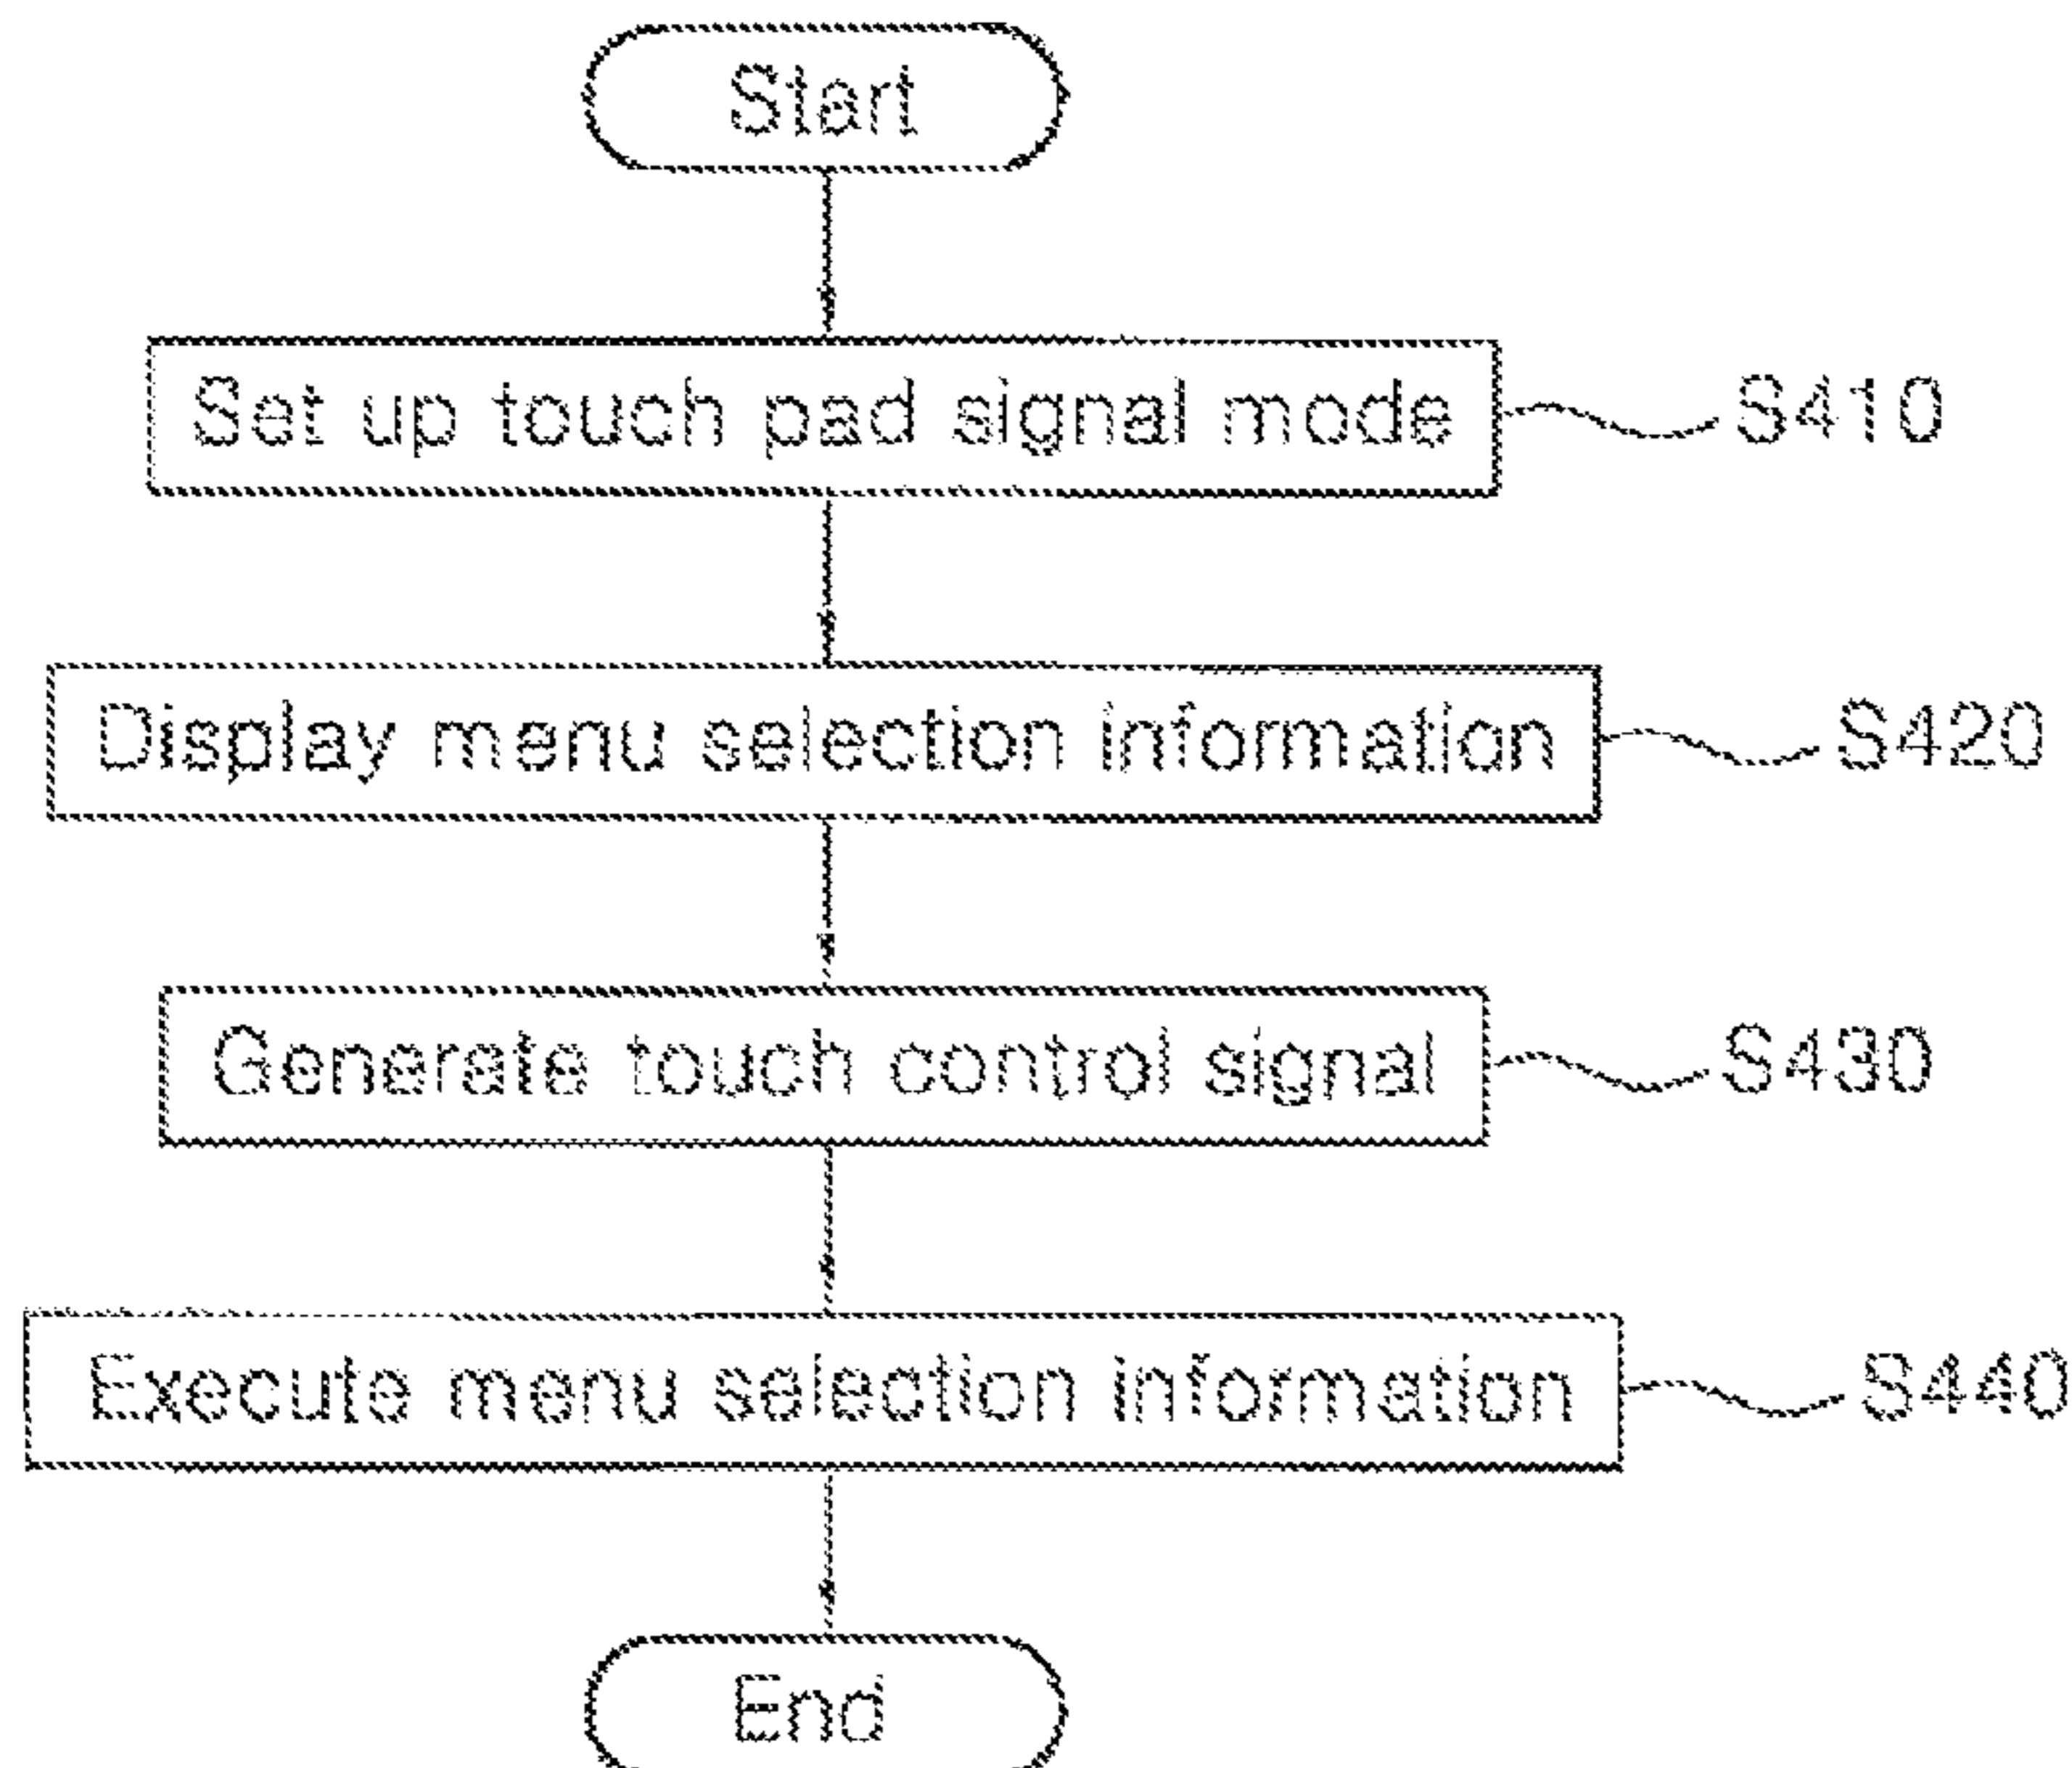 Start
Set up touch pad signal mode S410
Display menu selection information S420
Generate touch control signal S430
Execute menu selection information S440
End